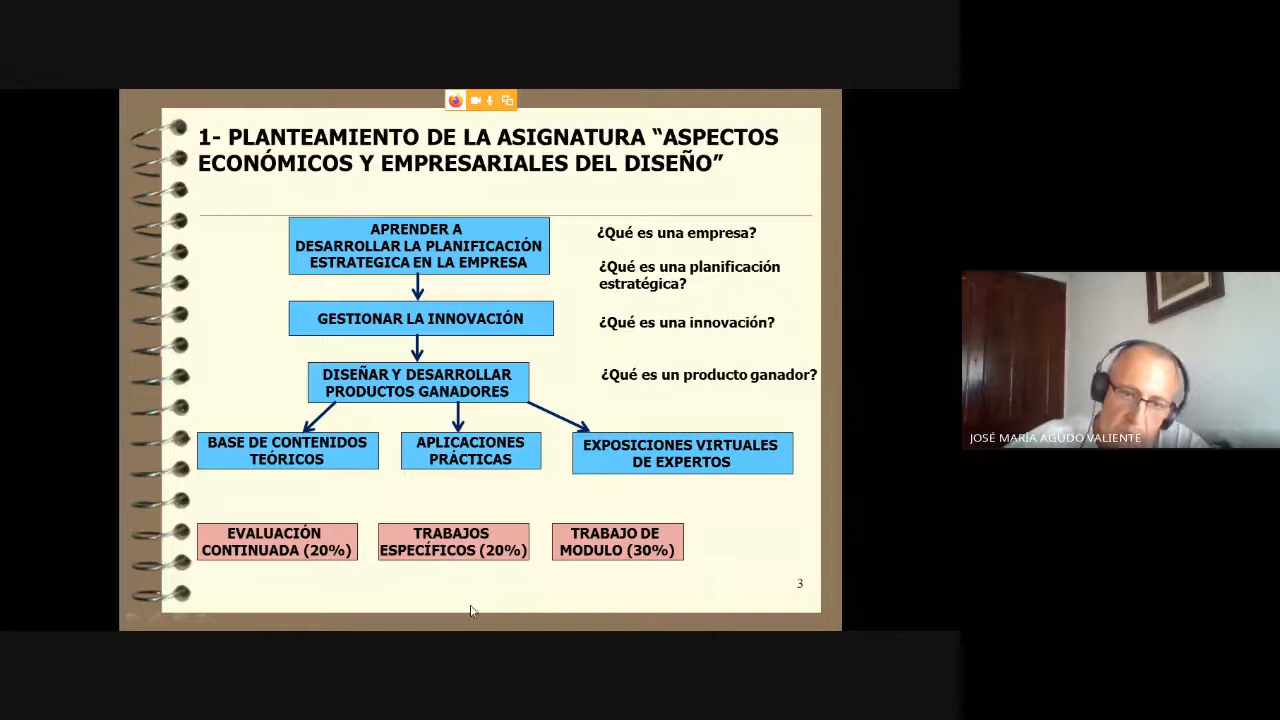 1- PLANTEAMIENTO DE LA ASIGNATURA “ASPECTOS
ECONÓMICOS Y EMPRESARIALES DEL DISEÑO”
APRENDER A
DESARROLLAR LA PLANIFICACIÓN
ESTRATEGICA EN LA EMPRESA
¿Qué es una empresa?
¿Qué es una planificación
estratégica?
GESTIONAR LA INNOVACIÓN
¿Qué es una innovación?
DISEÑAR Y DESARROLLAR
PRODUCTOS GANADORES
¿Qué es un producto ganador?
BASE DE CONTENIDOS
TEÓRICOS
APLICACIONES
PRÁCTICAS
EXPOSICIONES VIRTUALES
DE EXPERTOS
EVALUACIÓN
CONTINUADA (20%)
TRABAJOS
ESPECÍFICOS (20%)
TRABAJO DE
MODULO (30%)
3
JOSÉ MARÍA AGUDO VALIENTE